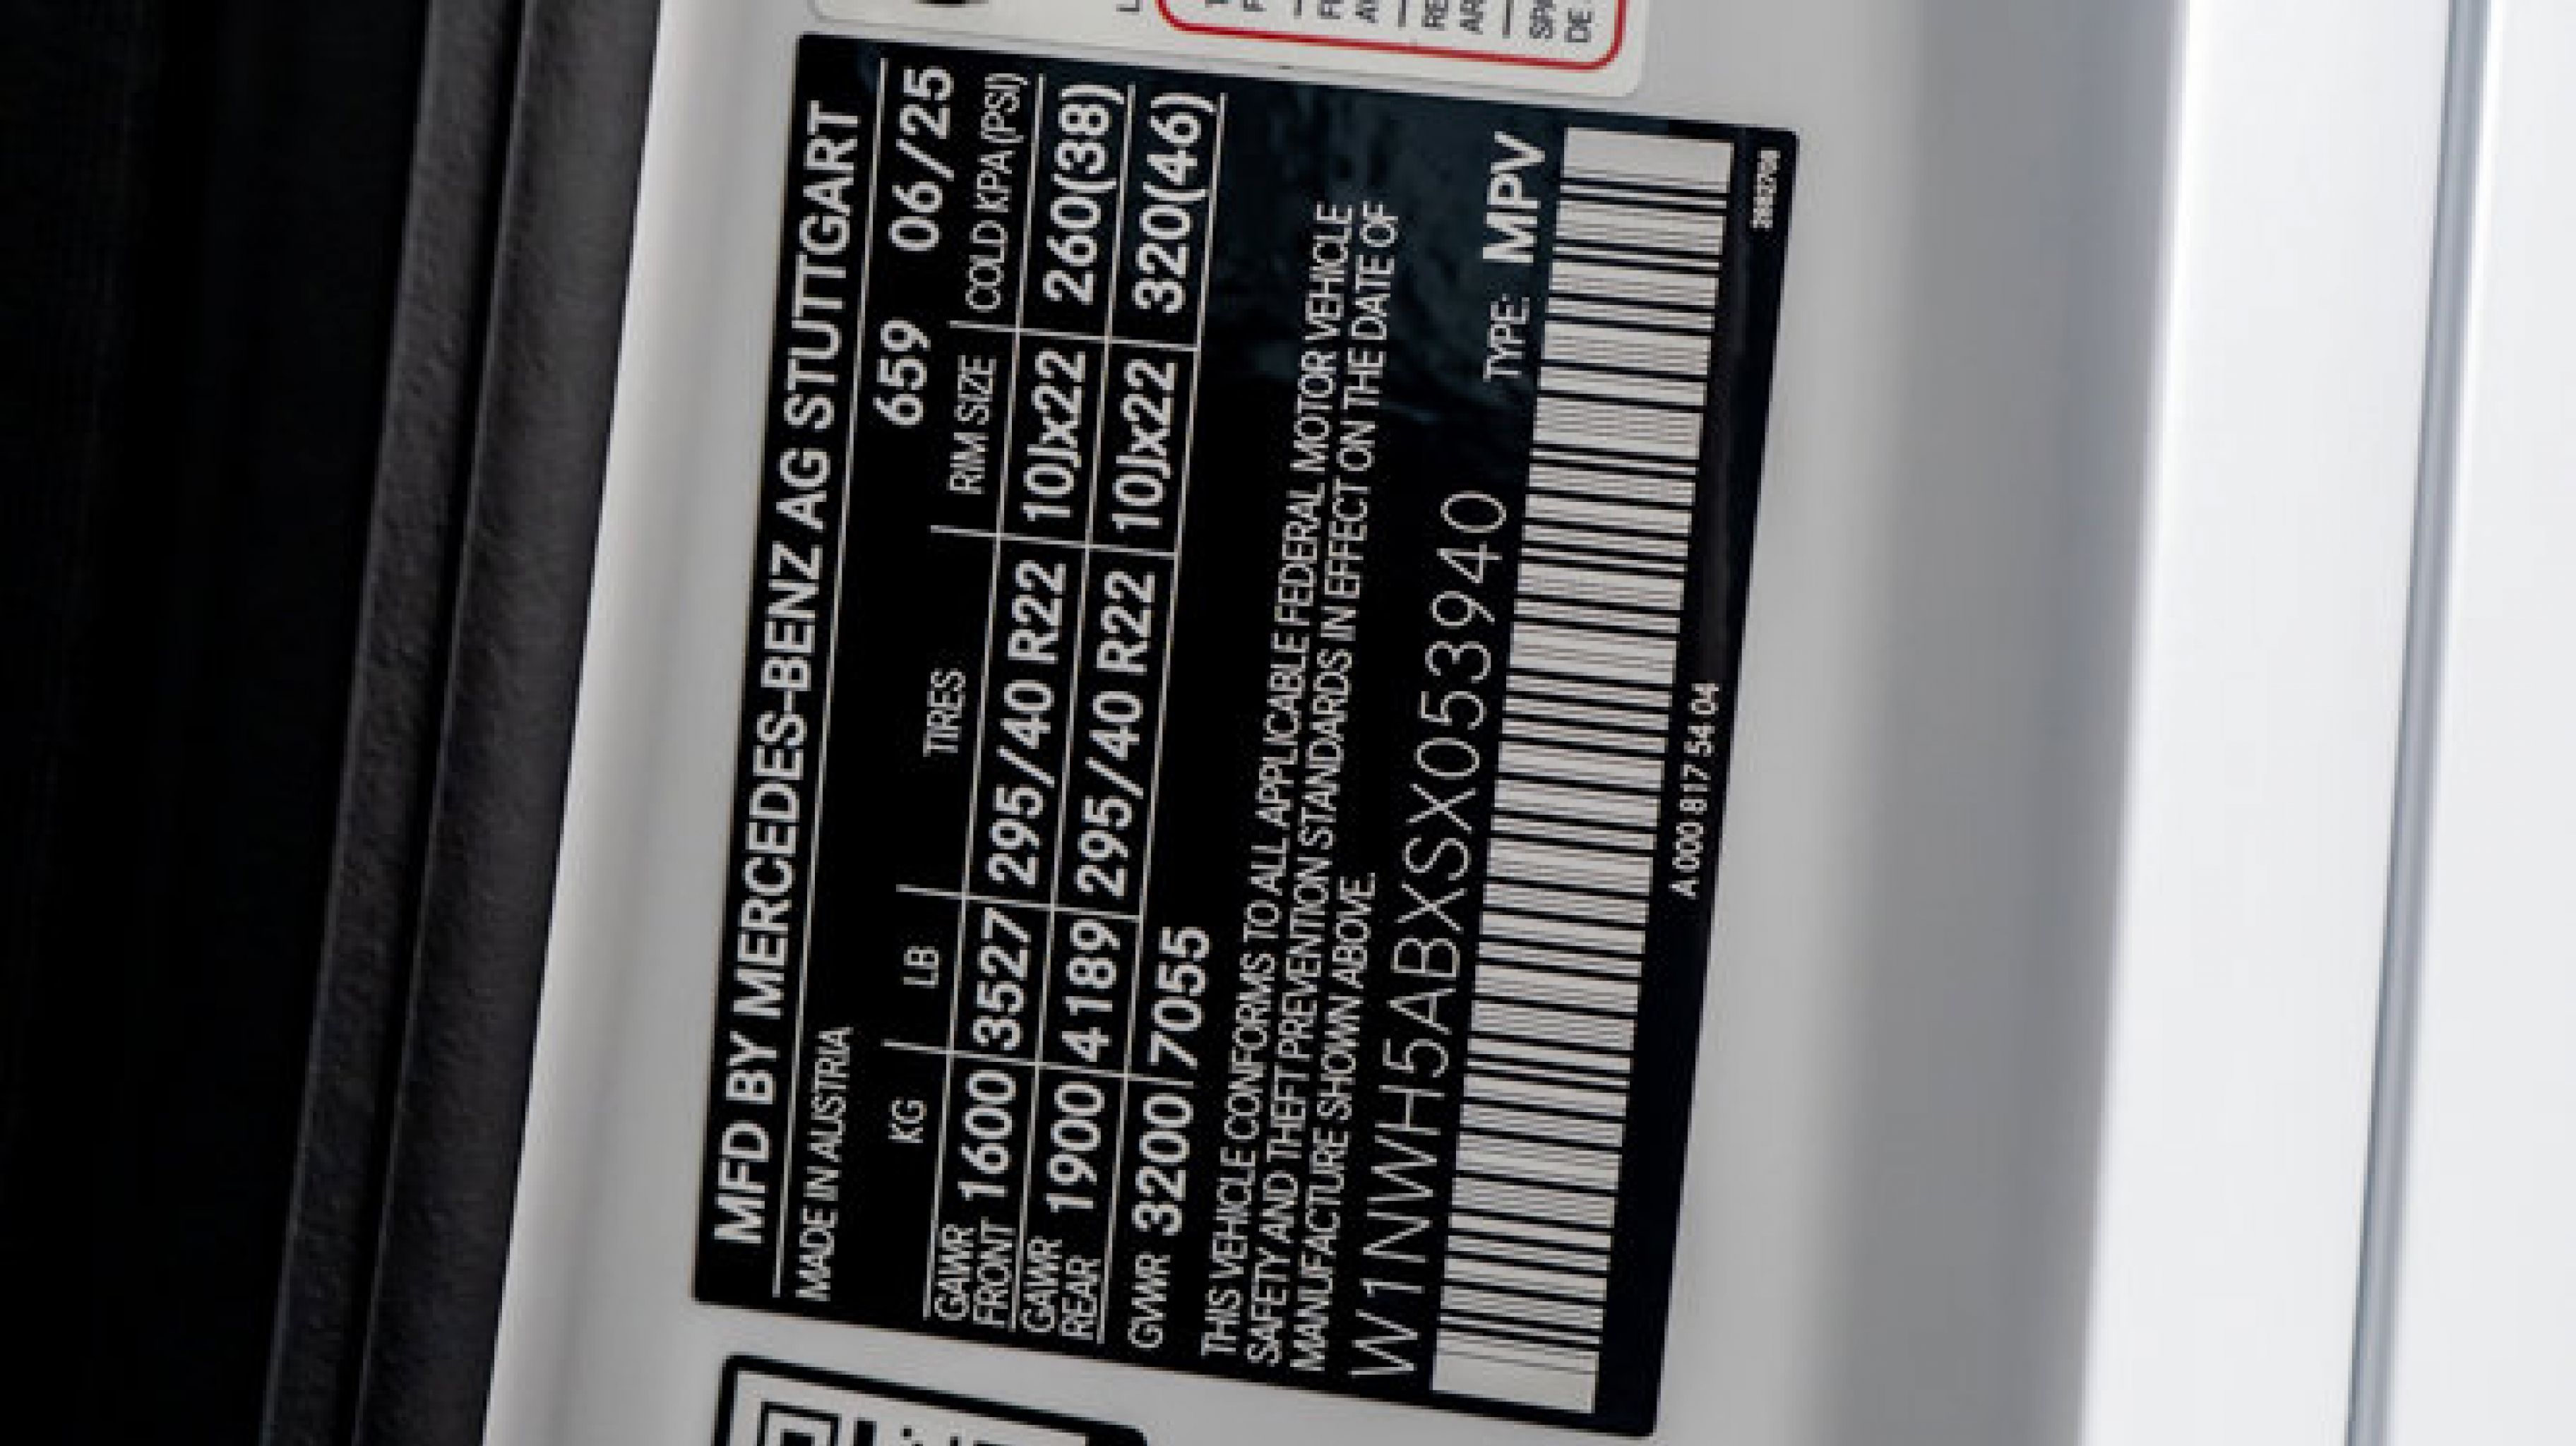 MFD BY MERCEDES-BENZ AG STUTTGART
MADE IN AUSTRIA 659 06/25
KG LB TIRES RIM SIZE COLD KPA (PSI)
GAWR FRONT 1600 3527 295/40 R22 10Jx22 260(38)
GAWR REAR 1900 4189 295/40 R22 10Jx22 320(46)
GVWR 3200 7055
THIS VEHICLE CONFORMS TO ALL APPLICABLE FEDERAL MOTOR VEHICLE
SAFETY AND THEFT PREVENTION STANDARDS IN EFFECT ON THE DATE OF
MANUFACTURE SHOWN ABOVE.
W1NWH5ABXSX053940 TYPE: MPV
A 000 817 54 04